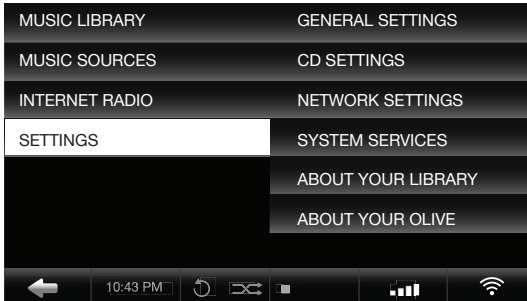 MUSIC LIBRARY
MUSIC SOURCES
INTERNET RADIO
SETTINGS
GENERAL SETTINGS
CD SETTINGS
NETWORK SETTINGS
SYSTEM SERVICES
ABOUT YOUR LIBRARY
ABOUT YOUR OLIVE
10:43 PM